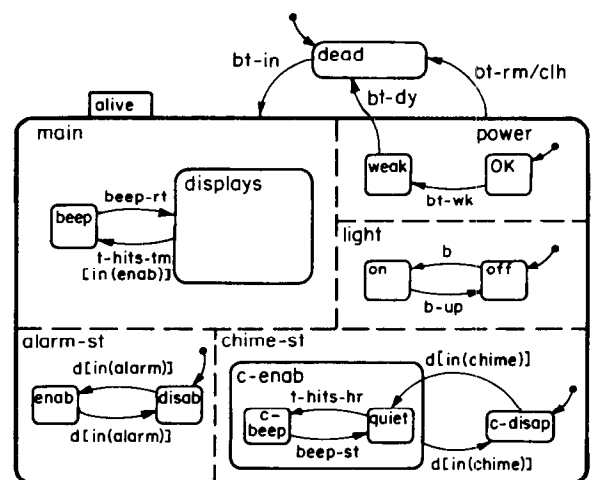 dead
bt-in
bt-rm/clh
bt-dy
alive
main
power
displays
weak
OK
beep-rt
beep
bt-wk
t-hits-tm
[in(enab)]
light
on
b
off
b-up
alarm-st
chime-st
d[in(alarm)]
d[in(chime)]
c-enab
enab
disab
t-hits-hr
c-
beep
quiet
c-disap
d[in(alarm)]
beep-st
d[in(chime)]